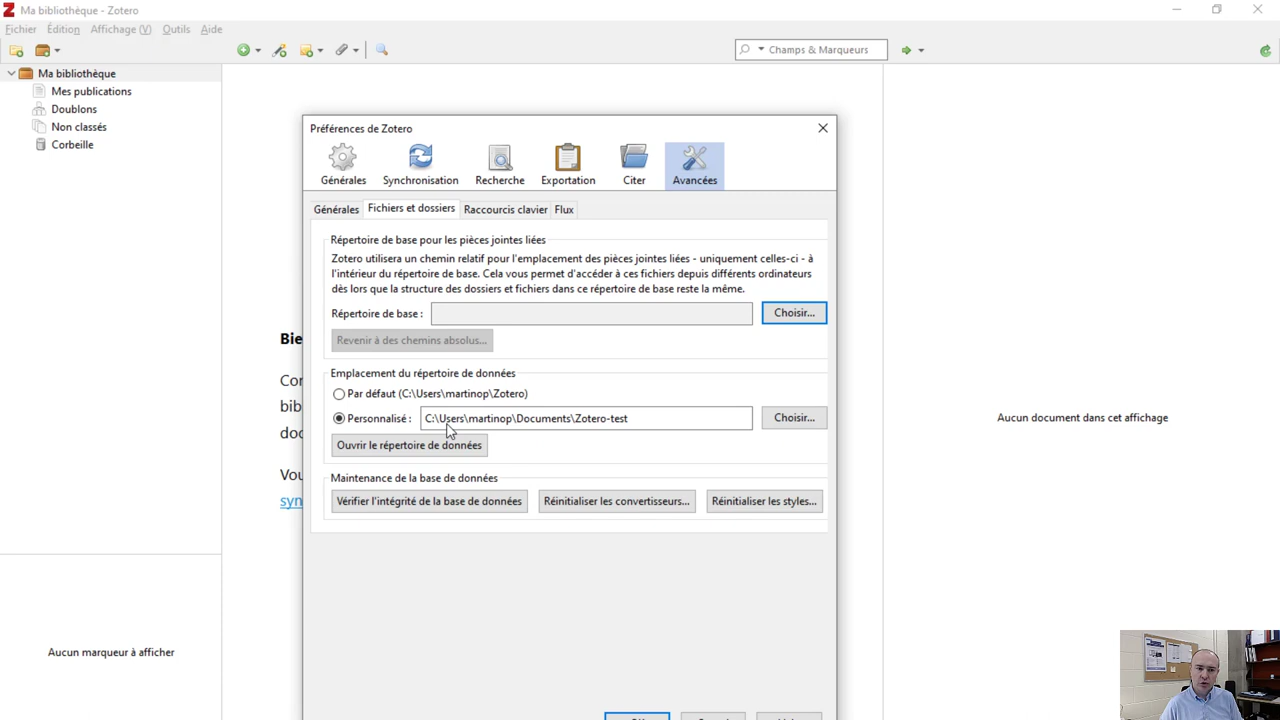 Ma bibliothèque - Zotero
Fichier Édition Affichage (V) Outils Aide
Champs & Marqueurs
Ma bibliothèque
Mes publications
Doublons
Non classés
Corbeille
Préférences de Zotero
Générales Synchronisation Recherche Exportation Citer Avancées
Générales Fichiers et dossiers Raccourcis clavier Flux
Répertoire de base pour les pièces jointes liées
Zotero utilisera un chemin relatif pour l'emplacement des pièces jointes liées - uniquement celles-ci - à
l'intérieur du répertoire de base. Cela vous permet d'accéder à ces fichiers depuis différents ordinateurs
dès lors que la structure des dossiers et fichiers dans ce répertoire de base reste la même.
Répertoire de base : Choisir...
Revenir à des chemins absolus...
Bie
Con
bib
doc
Vou
syn
Emplacement du répertoire de données
Par défaut (C:\Users\martinop\Zotero)
Personnalisé : C:\Users\martinop\Documents\Zotero-test Choisir...
Ouvrir le répertoire de données
Maintenance de la base de données
Vérifier l'intégrité de la base de données Réinitialiser les convertisseurs... Réinitialiser les styles...
Aucun document dans cet affichage
Aucun marqueur à afficher